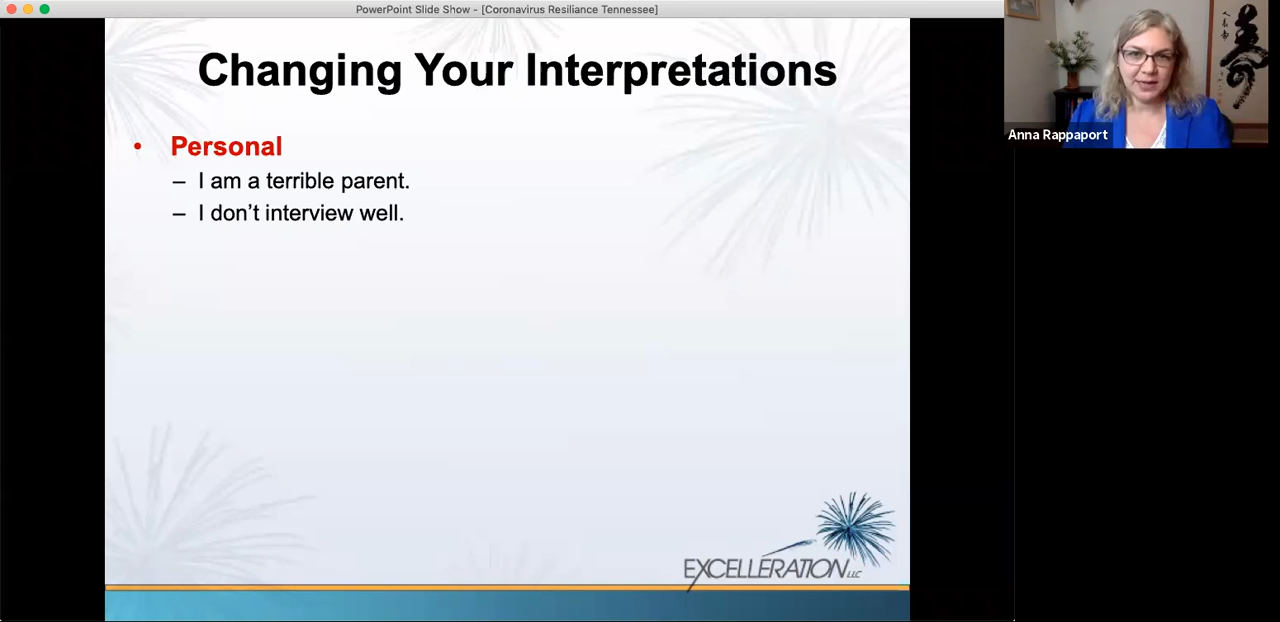 PowerPoint Slide Show - [Coronavirus Resiliance Tennessee]
Changing Your Interpretations
• Personal
– I am a terrible parent.
– I don’t interview well.
EXCELLERATION LLC
Anna Rappaport